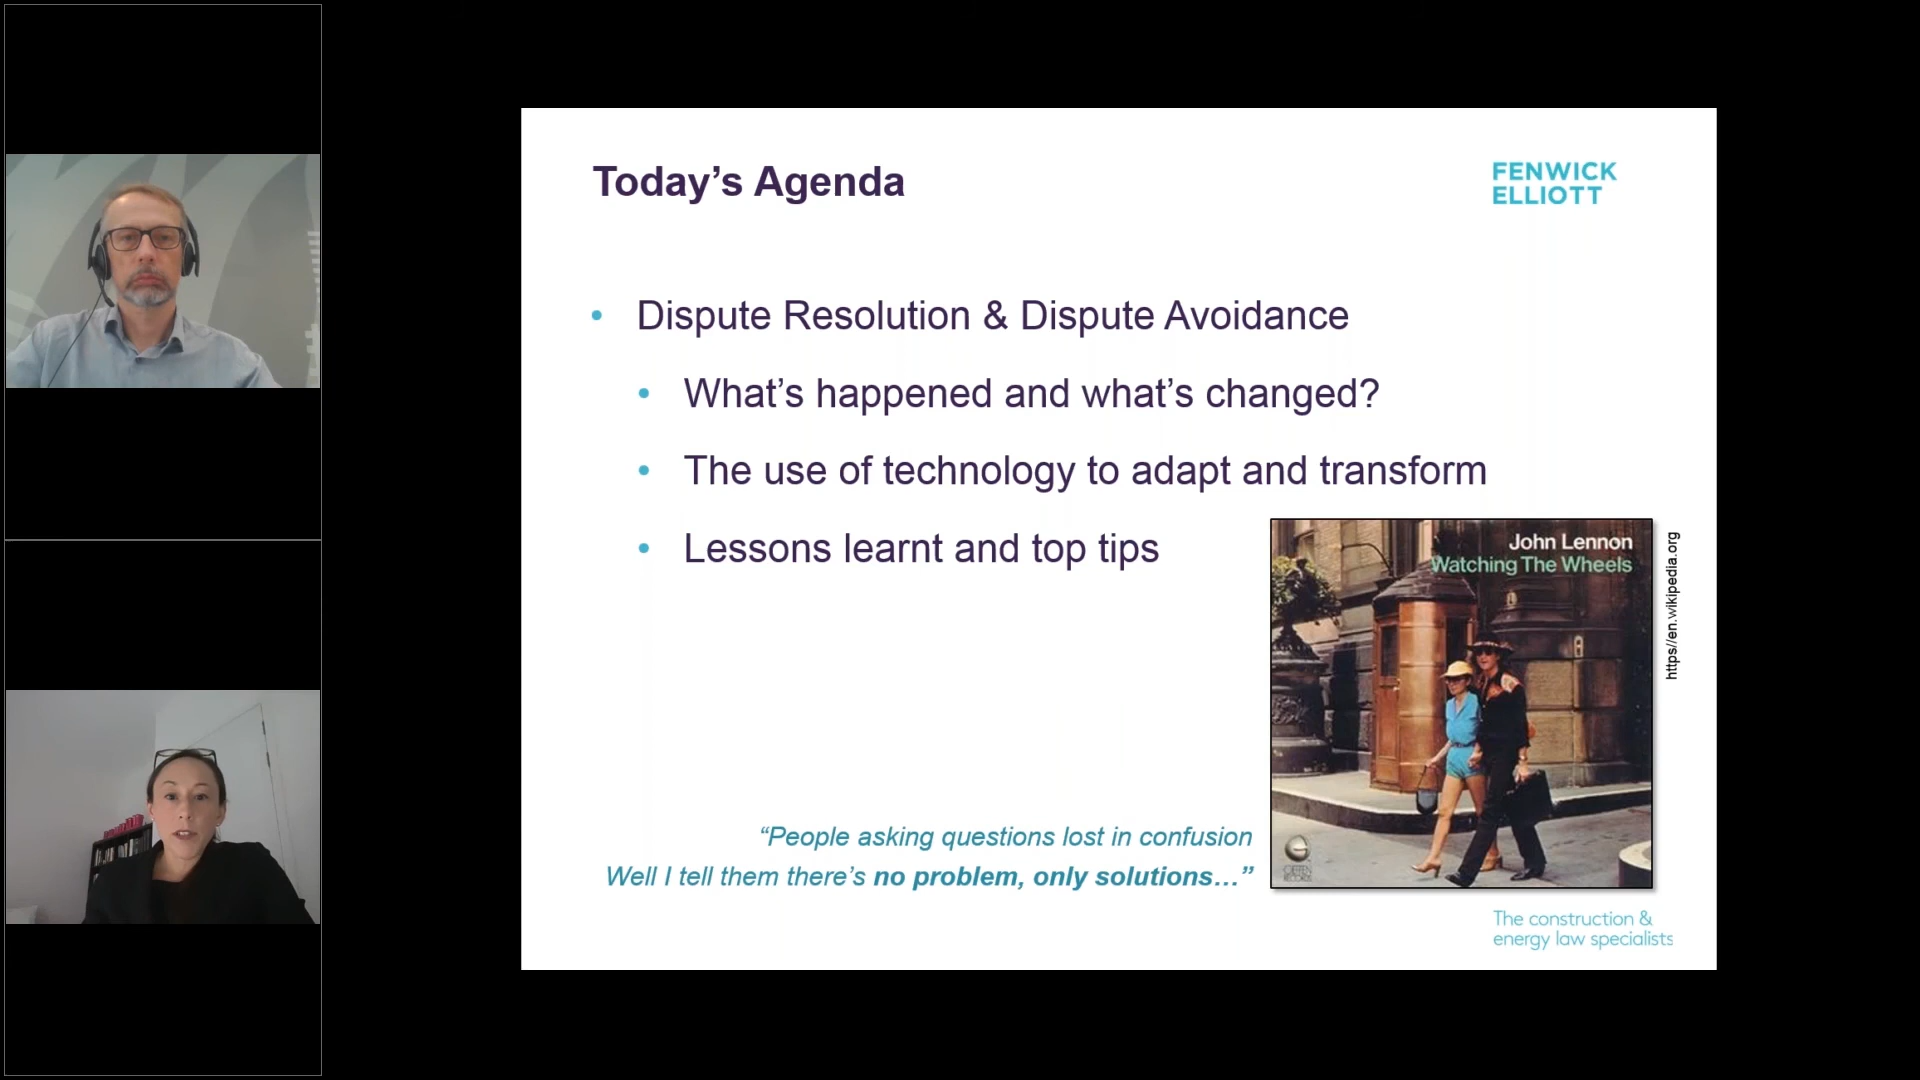 Today’s Agenda
FENWICK
ELLIOTT
• Dispute Resolution & Dispute Avoidance
• What’s happened and what’s changed?
• The use of technology to adapt and transform
• Lessons learnt and top tips
John Lennon
Watching The Wheels
https//en.wikipedia.org
“People asking questions lost in confusion
Well I tell them there’s no problem, only solutions…”
The construction &
energy law specialists